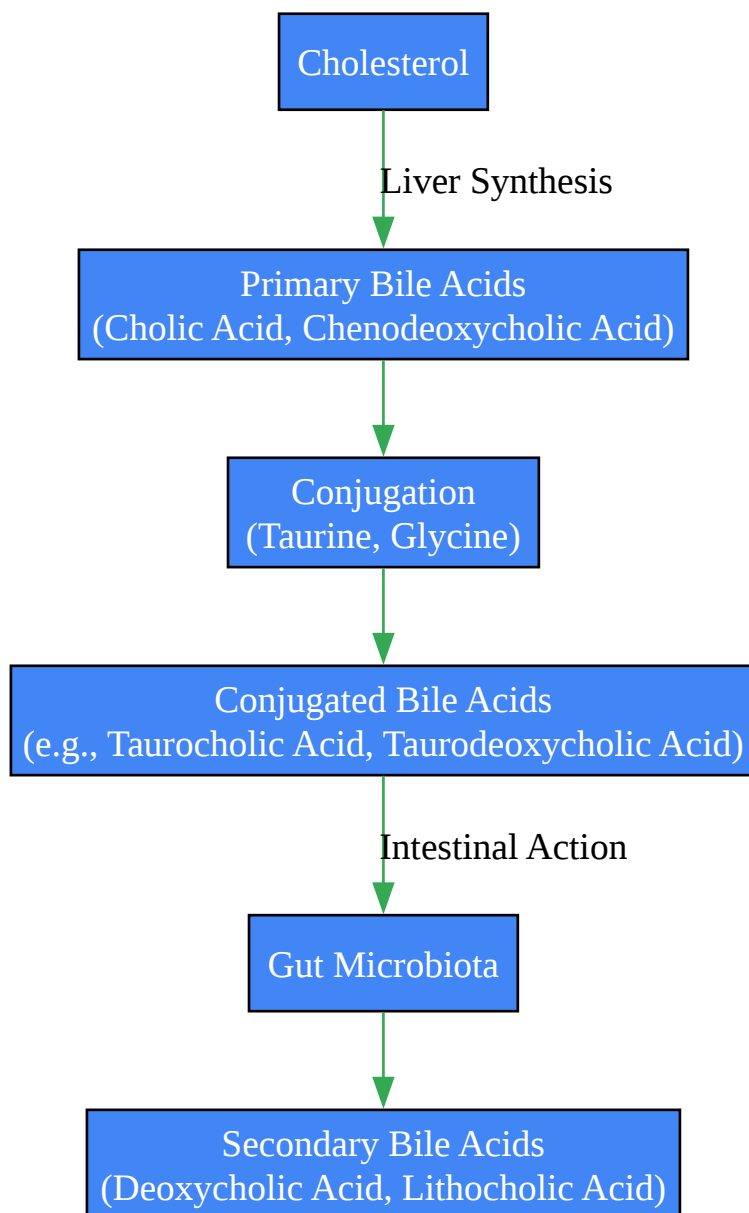 Cholesterol
Liver Synthesis
Primary Bile Acids
(Cholic Acid, Chenodeoxycholic Acid)
Conjugation
(Taurine, Glycine)
Conjugated Bile Acids
(e.g., Taurocholic Acid, Taurodeoxycholic Acid)
Intestinal Action
Gut Microbiota
Secondary Bile Acids
(Deoxycholic Acid, Lithocholic Acid)